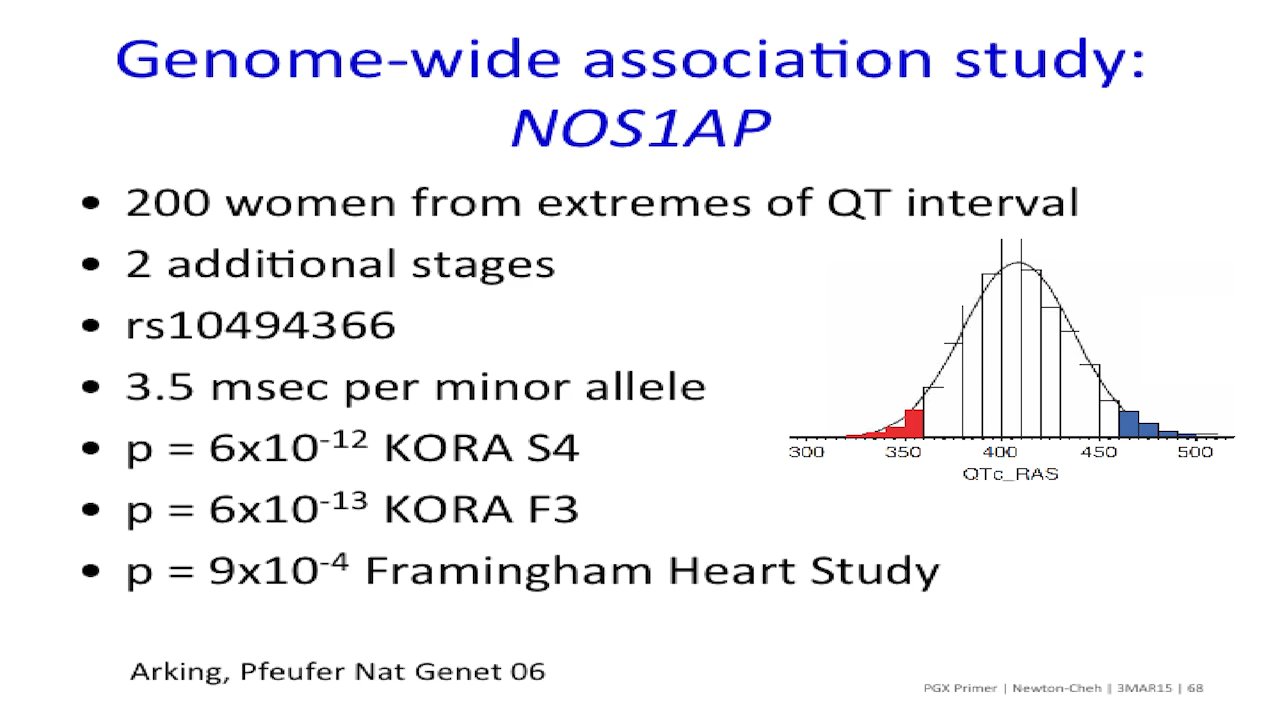 Genome-wide association study:
NOS1AP
• 200 women from extremes of QT interval
• 2 additional stages
• rs10494366
• 3.5 msec per minor allele
• p = 6x10⁻¹² KORA S4
• p = 6x10⁻¹³ KORA F3
• p = 9x10⁻⁴ Framingham Heart Study
300 350 400 450 500
QTc_RAS
Arking, Pfeufer Nat Genet 06
PGX Primer | Newton-Cheh || 3MAR15 | 68